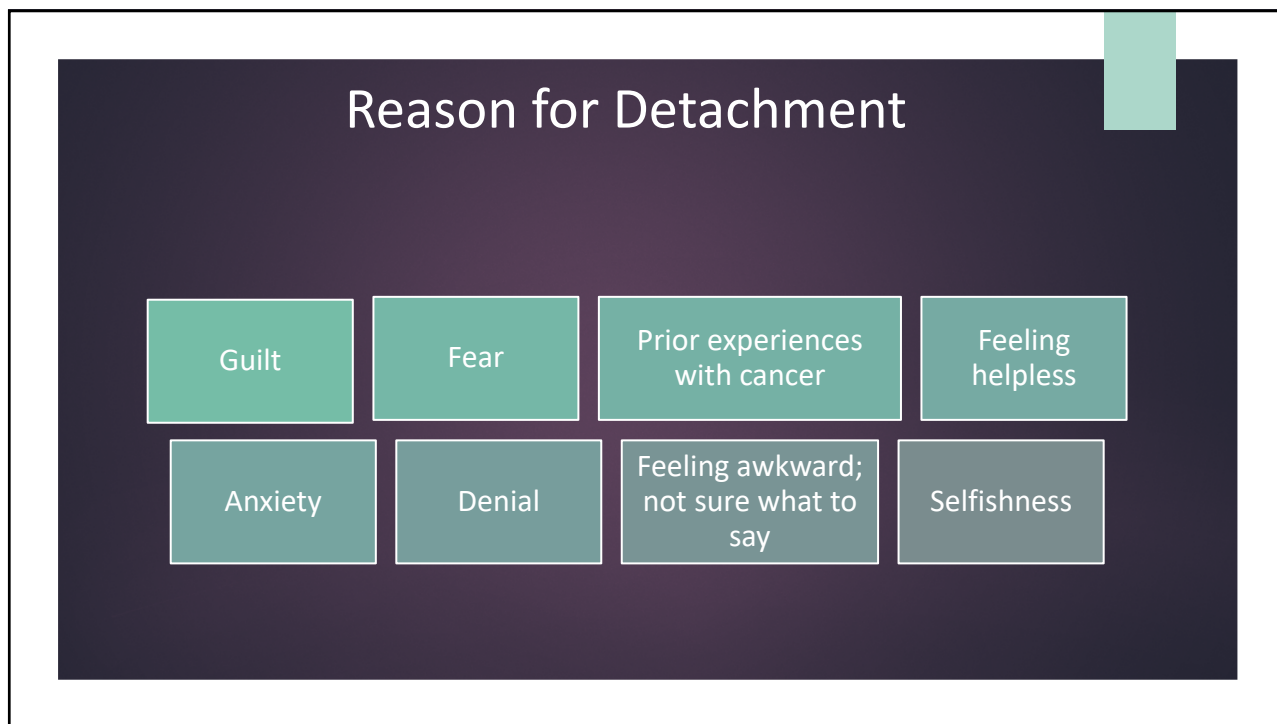 Reason for Detachment
Guilt
Fear
Prior experiences
with cancer
Feeling
helpless
Anxiety
Denial
Feeling awkward;
not sure what to
say
Selfishness